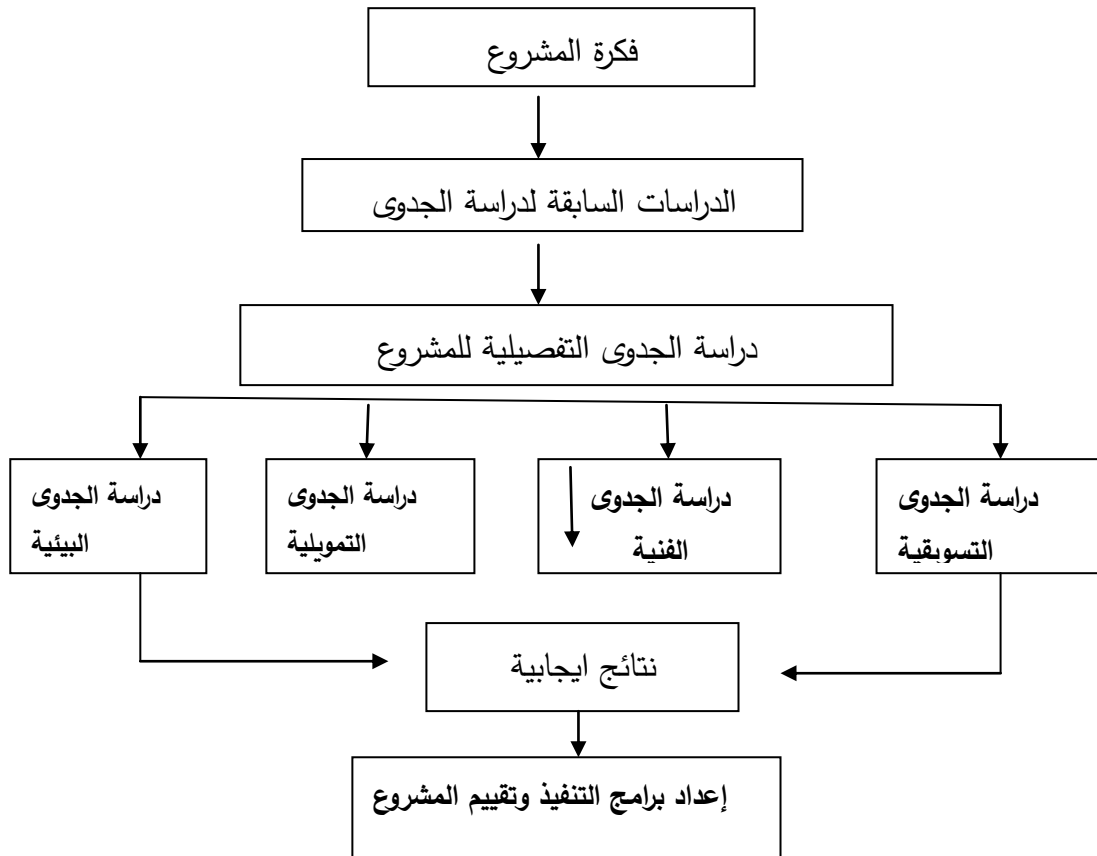 فكرة المشروع
الدراسات السابقة لدراسة الجدوى
دراسة الجدوى التفصيلية للمشروع
دراسة الجدوى
التسويقية
دراسة الجدوى
الفنية
دراسة الجدوى
التمويلية
دراسة الجدوى
البيئية
نتائج ايجابية
إعداد برامج التنفيذ وتقييم المشروع